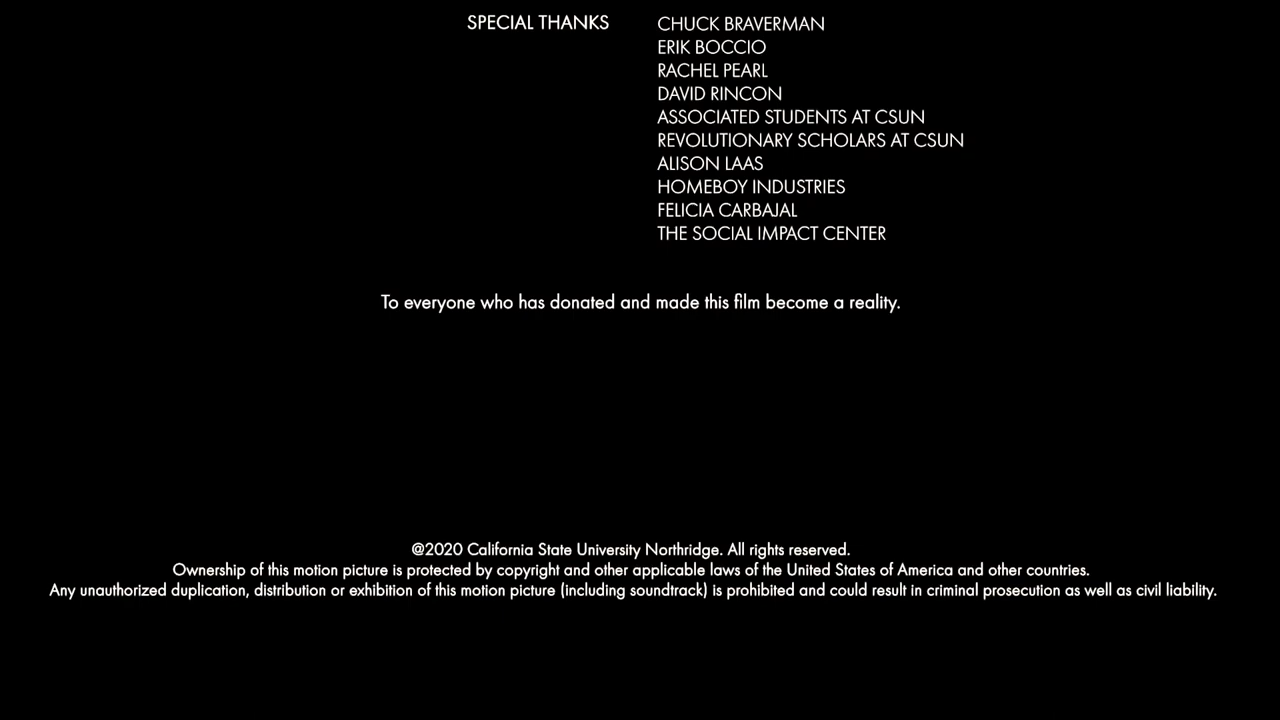 SPECIAL THANKS CHUCK BRAVERMAN
ERIK BOCCIO
RACHEL PEARL
DAVID RINCON
ASSOCIATED STUDENTS AT CSUN
REVOLUTIONARY SCHOLARS AT CSUN
ALISON LAAS
HOMEBOY INDUSTRIES
FELICIA CARBAJAL
THE SOCIAL IMPACT CENTER
To everyone who has donated and made this film become a reality.
@2020 California State University Northridge. All rights reserved.
Ownership of this motion picture is protected by copyright and other applicable laws of the United States of America and other countries.
Any unauthorized duplication, distribution or exhibition of this motion picture (including soundtrack) is prohibited and could result in criminal prosecution as well as civil liability.